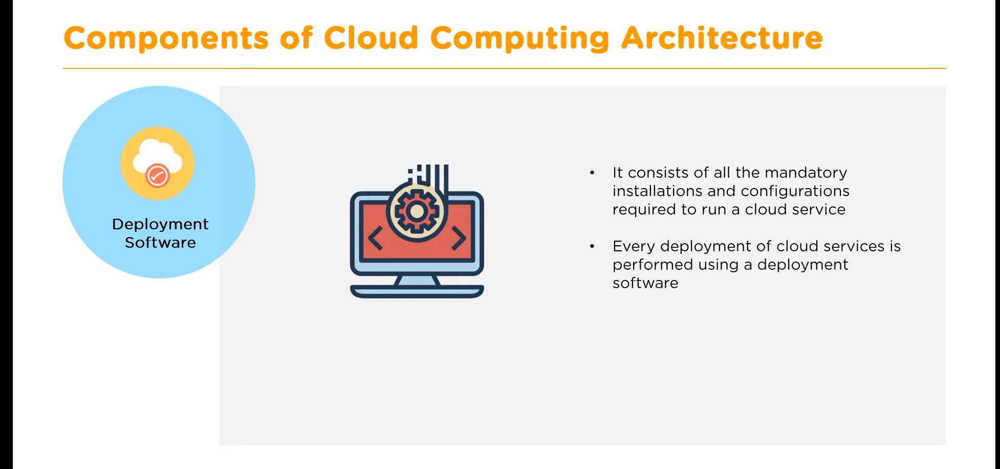 Components of Cloud Computing Architecture
Deployment
Software
• It consists of all the mandatory
installations and configurations
required to run a cloud service
• Every deployment of cloud services is
performed using a deployment
software